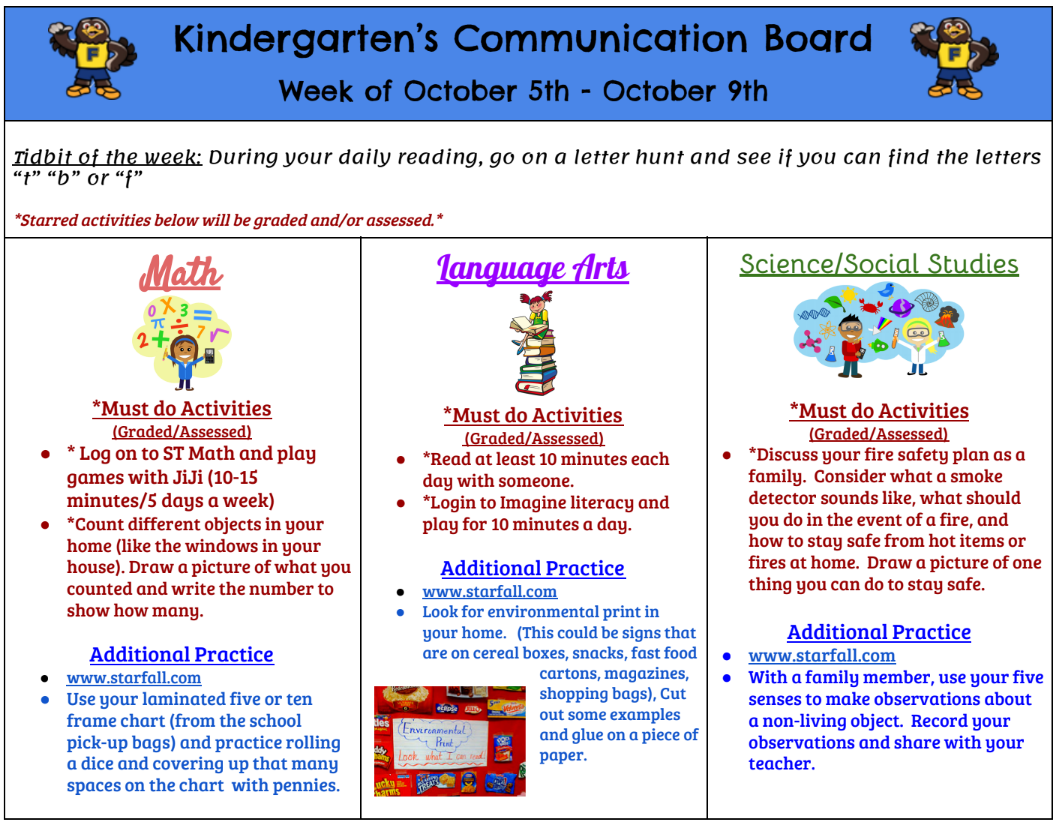 Kindergarten's Communication Board
Week of October 5th - October 9th
F
F
Tidbit of the week: During your daily reading, go on a letter hunt and see if you can find the letters
"t" "b" or "f"
*Starred activities below will be graded and/or assessed.*
Math
*Must do Activities
(Graded/Assessed)
* Log on to ST Math and play
games with JiJi (10-15
minutes/5 days a week)
*Count different objects in your
home (like the windows in your
house). Draw a picture of what you
counted and write the number to
show how many.
Additional Practice
www.starfall.com
Use your laminated five or ten
frame chart (from the school
pick-up bags) and practice rolling
a dice and covering up that many
spaces on the chart with pennies.
Language Arts
*Must do Activities
(Graded/Assessed)
*Read at least 10 minutes each
day with someone.
*Login to Imagine literacy and
play for 10 minutes a day.
Additional Practice
www.starfall.com
Look for environmental print in
your home. (This could be signs that
are on cereal boxes, snacks, fast food
cartons, magazines,
shopping bags), Cut
out some examples
and glue on a piece of
paper.
Environmental
Print
Look what I can read
Science/Social Studies
*Must do Activities
(Graded/Assessed)
*Discuss your fire safety plan as a
family. Consider what a smoke
detector sounds like, what should
you do in the event of a fire, and
how to stay safe from hot items or
fires at home. Draw a picture of one
thing you can do to stay safe.
Additional Practice
www.starfall.com
With a family member, use your five
senses to make observations about
a non-living object. Record your
observations and share with your
teacher.